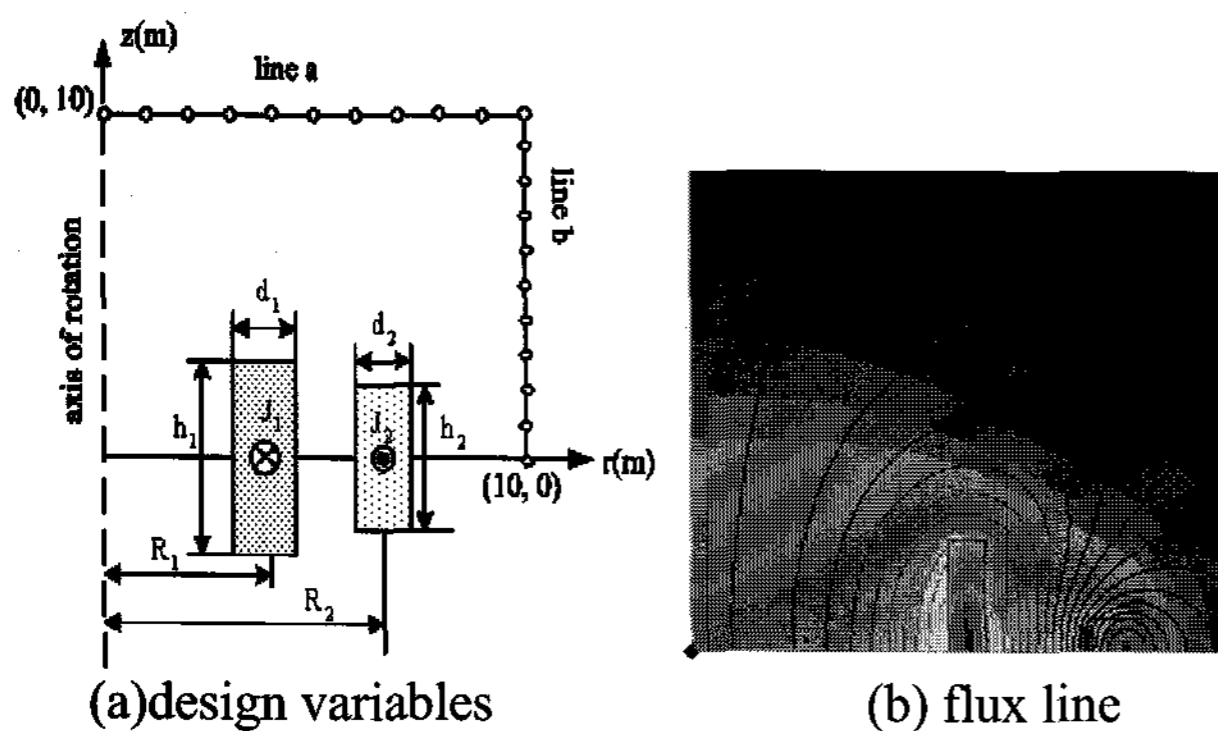 z(m)
line a
(0, 10)
line b
axis of rotation
d₁
d₂
h₁
J₁
J₂
h₂
r(m)
(10, 0)
R₁
R₂
(a)design variables
(b) flux line